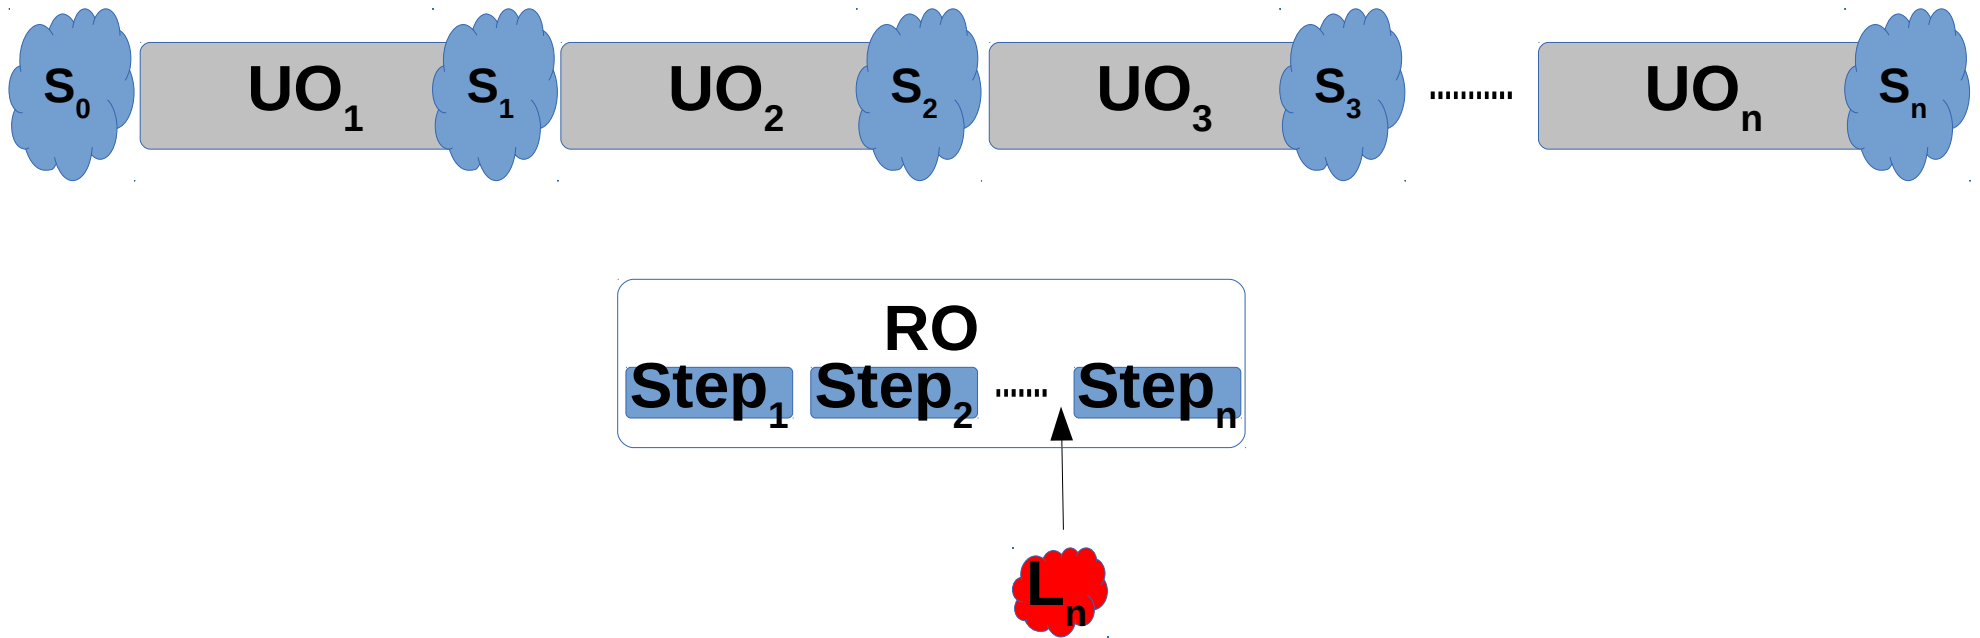 S0 UO1 S1 UO2 S2 UO3 S3 ........... UOn Sn
RO
Step1 Step2 ....... Stepn
Ln